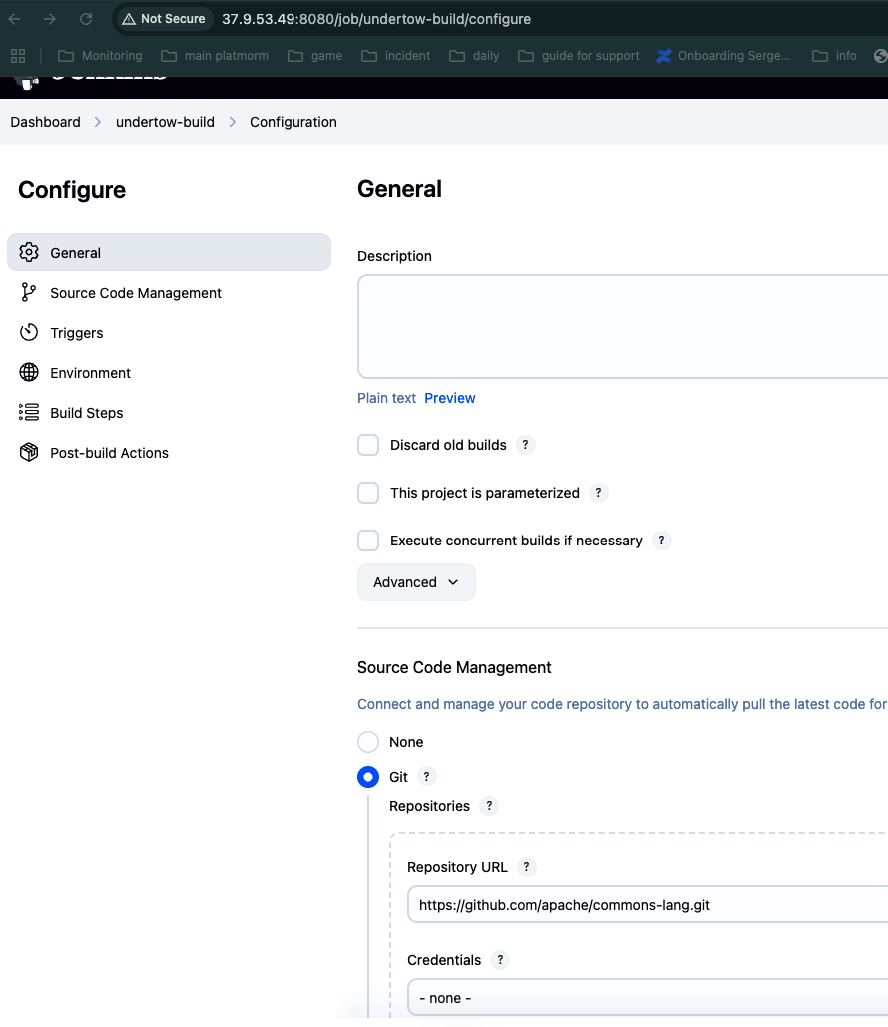 Not Secure 37.9.53.49:8080/job/undertow-build/configure
Monitoring main platmorm game incident daily guide for support Onboarding Serge... info
Dashboard undertow-build Configuration
Configure
General
Source Code Management
Triggers
Environment
Build Steps
Post-build Actions
General
Description
Plain text Preview
Discard old builds ?
This project is parameterized ?
Execute concurrent builds if necessary ?
Advanced
Source Code Management
Connect and manage your code repository to automatically pull the latest code for
None
Git ?
Repositories ?
Repository URL ?
https://github.com/apache/commons-lang.git
Credentials ?
- none -